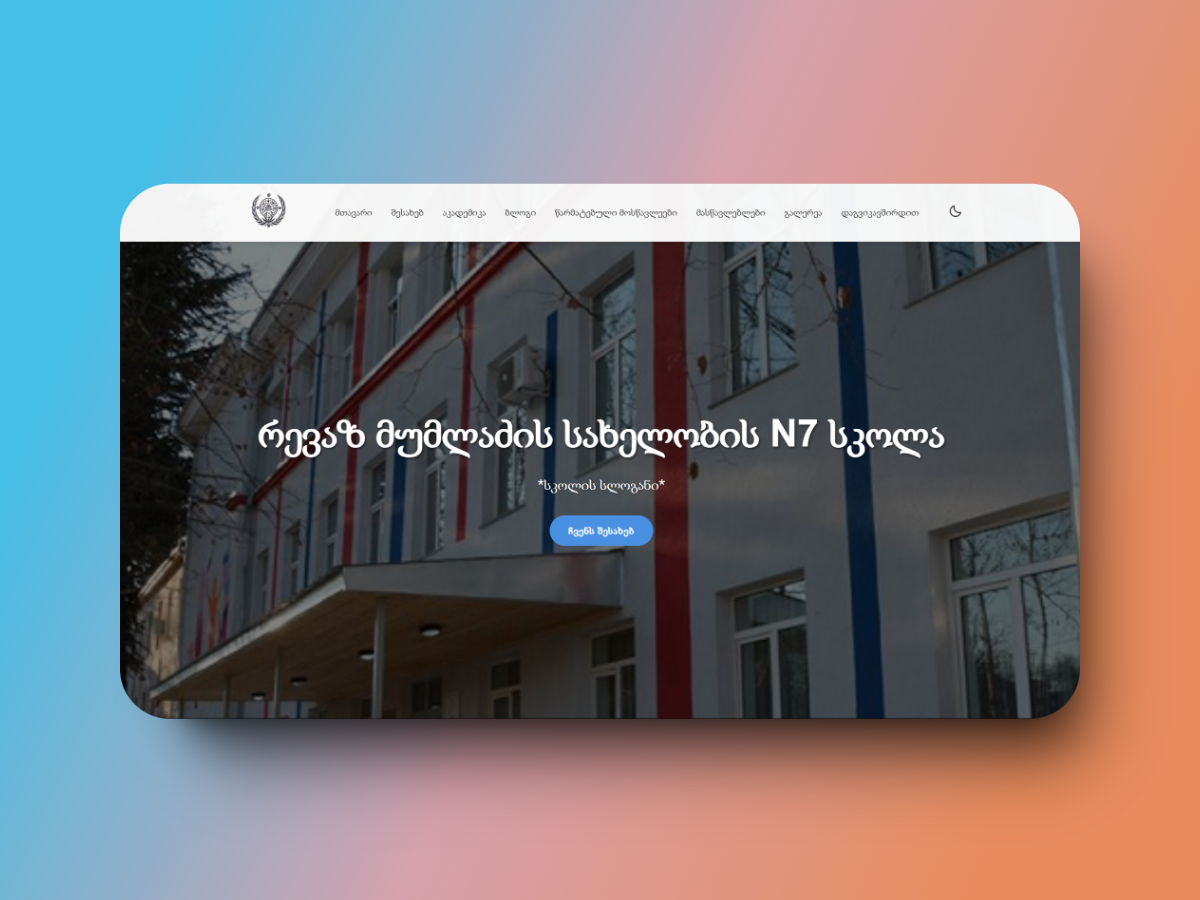 მთავარი შესახებ აკადემიკა ბლოგი წარმატებული მოსწავლეები მასწავლებლები გალერეა დაგვიკავშირდით
რევაზ მუმლაძის სახელობის N7 სკოლა
*სკოლის სლოგანი*
ჩვენს შესახებ